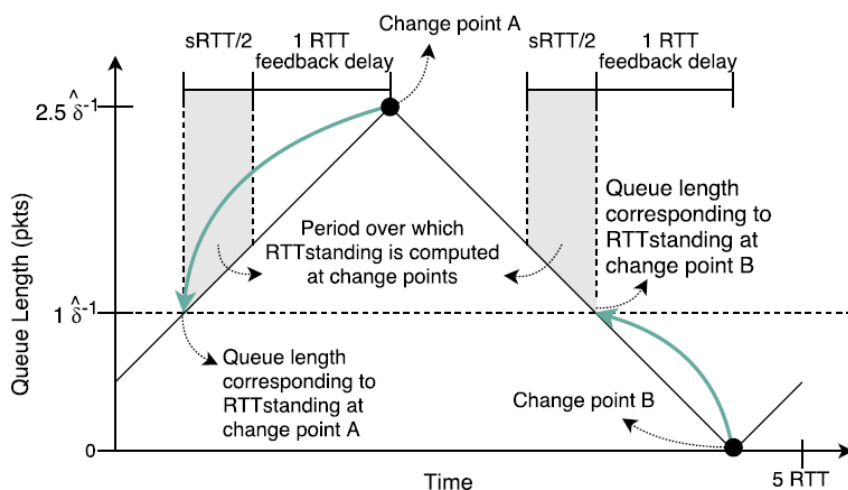 Change point A
sRTT/2
1 RTT
feedback delay
sRTT/2
1 RTT
feedback delay
2.5 δ̂⁻¹
Queue length
corresponding to
RTTstanding at
change point B
Period over which
RTTstanding is computed
at change points
Queue Length (pkts)
1 δ̂⁻¹
Queue length
corresponding to
RTTstanding at
change point A
Change point B
0
Time
5 RTT